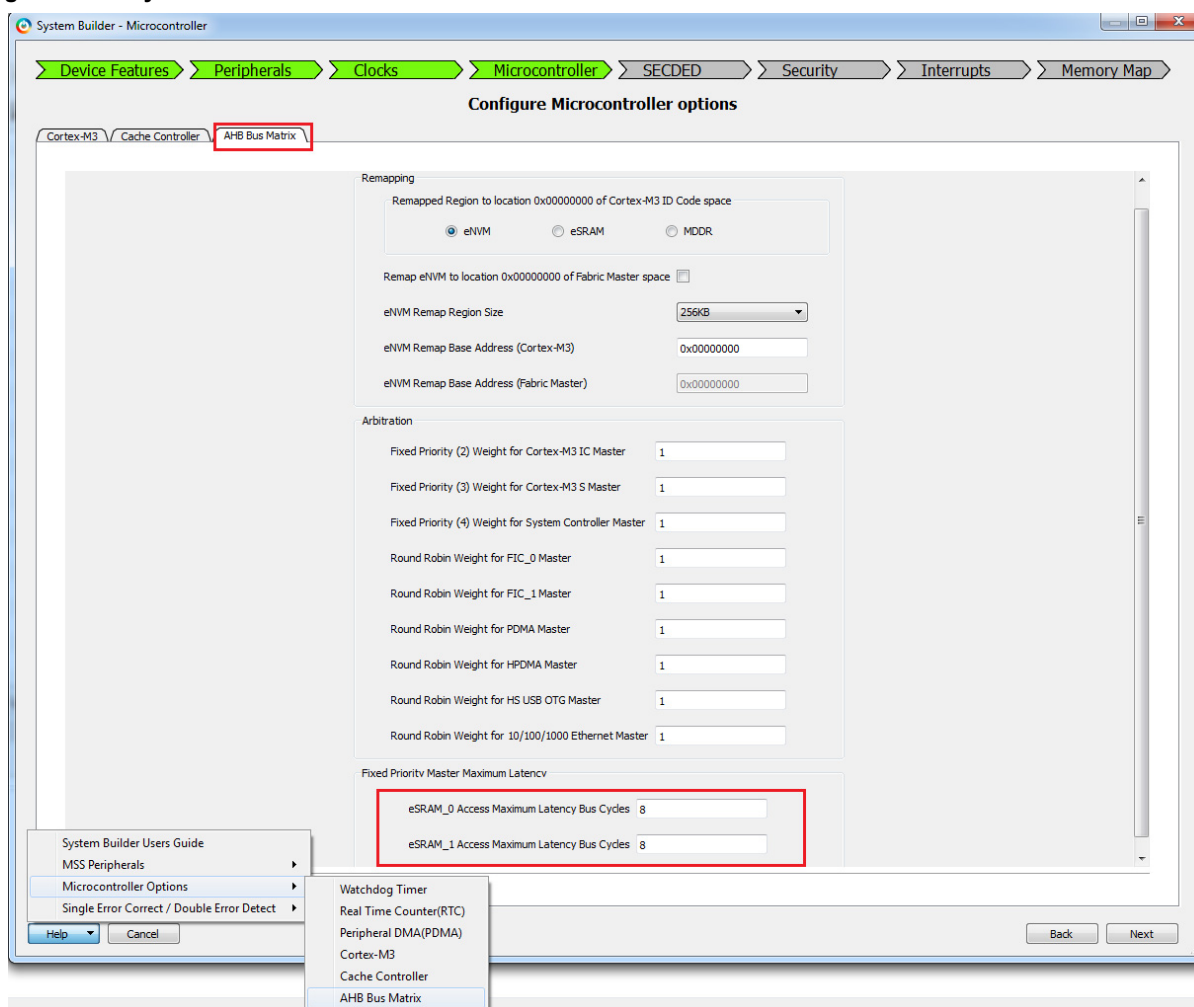 System Builder - Microcontroller
Device Features Peripherals Clocks Microcontroller SECDED Security Interrupts Memory Map
Configure Microcontroller options
Cortex-M3 Cache Controller AHB Bus Matrix
Remapping
Remapped Region to location 0x00000000 of Cortex-M3 ID Code space
eNVM eSRAM MDDR
Remap eNVM to location 0x00000000 of Fabric Master space
eNVM Remap Region Size 256KB
eNVM Remap Base Address (Cortex-M3) 0x00000000
eNVM Remap Base Address (Fabric Master) 0x00000000
Arbitration
Fixed Priority (2) Weight for Cortex-M3 IC Master 1
Fixed Priority (3) Weight for Cortex-M3 S Master 1
Fixed Priority (4) Weight for System Controller Master 1
Round Robin Weight for FIC_0 Master 1
Round Robin Weight for FIC_1 Master 1
Round Robin Weight for PDMA Master 1
Round Robin Weight for HPDMA Master 1
Round Robin Weight for HS USB OTG Master 1
Round Robin Weight for 10/100/1000 Ethernet Master 1
Fixed Priority Master Maximum Latency
eSRAM_0 Access Maximum Latency Bus Cycles 8
eSRAM_1 Access Maximum Latency Bus Cycles 8
System Builder Users Guide
MSS Peripherals
Microcontroller Options
Single Error Correct / Double Error Detect
Watchdog Timer
Real Time Counter(RTC)
Peripheral DMA(PDMA)
Cortex-M3
Cache Controller
AHB Bus Matrix
Help Cancel Back Next